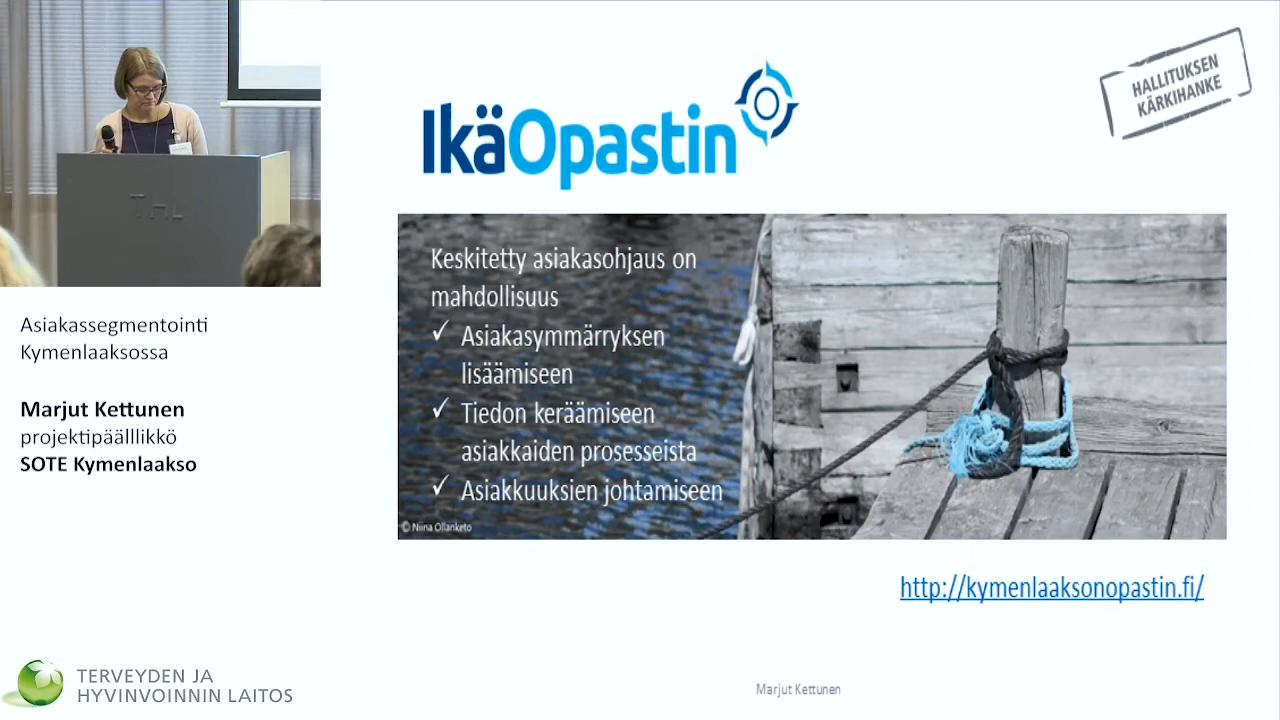 THL
Asiakassegmentointi
Kymenlaaksossa
Marjut Kettunen
projektipäälllikkö
SOTE Kymenlaakso
TERVEYDEN JA
HYVINVOINNIN LAITOS
IkäOpastin
HALLITUKSEN
KÄRKIHANKE
Keskitetty asiakasohjaus on
mahdollisuus
✓ Asiakasymmärryksen
lisäämiseen
✓ Tiedon keräämiseen
asiakkaiden prosesseista
✓ Asiakkuuksien johtamiseen
© Niina Ollanketo
http://kymenlaaksonopastin.fi/
Marjut Kettunen